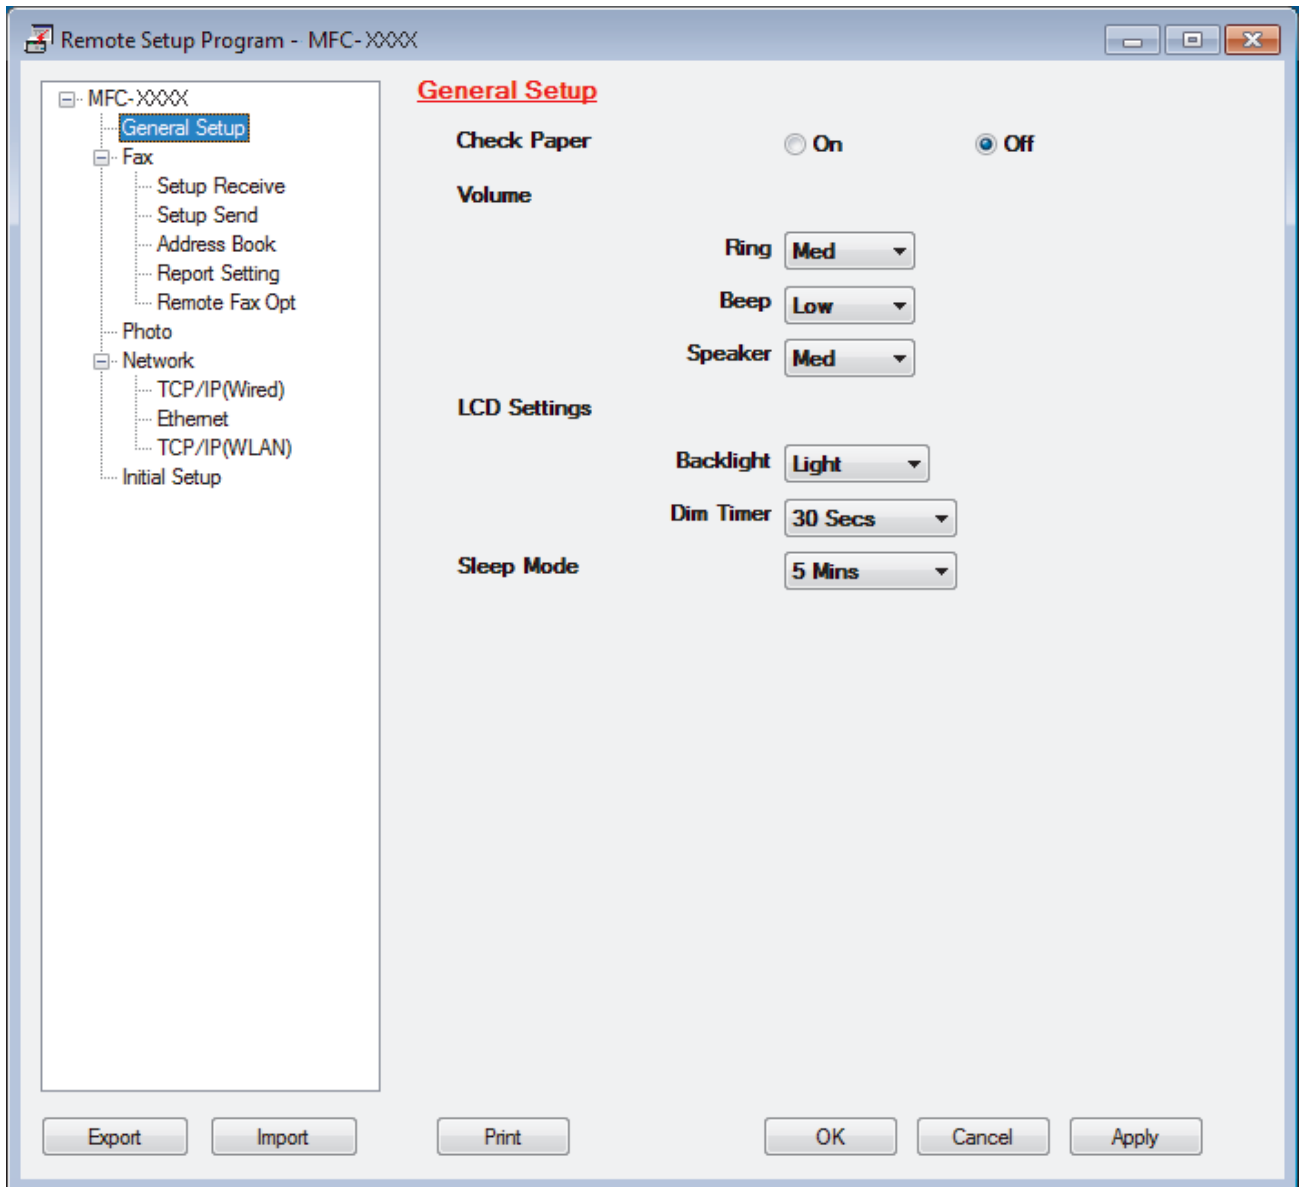 Remote Setup Program - MFC-XXXX
MFC-XXXX
General Setup
Fax
Setup Receive
Setup Send
Address Book
Report Setting
Remote Fax Opt
Photo
Network
TCP/IP(Wired)
Ethernet
TCP/IP(WLAN)
Initial Setup
General Setup
Check Paper On Off
Volume
Ring Med
Beep Low
Speaker Med
LCD Settings
Backlight Light
Dim Timer 30 Secs
Sleep Mode 5 Mins
Export Import Print OK Cancel Apply